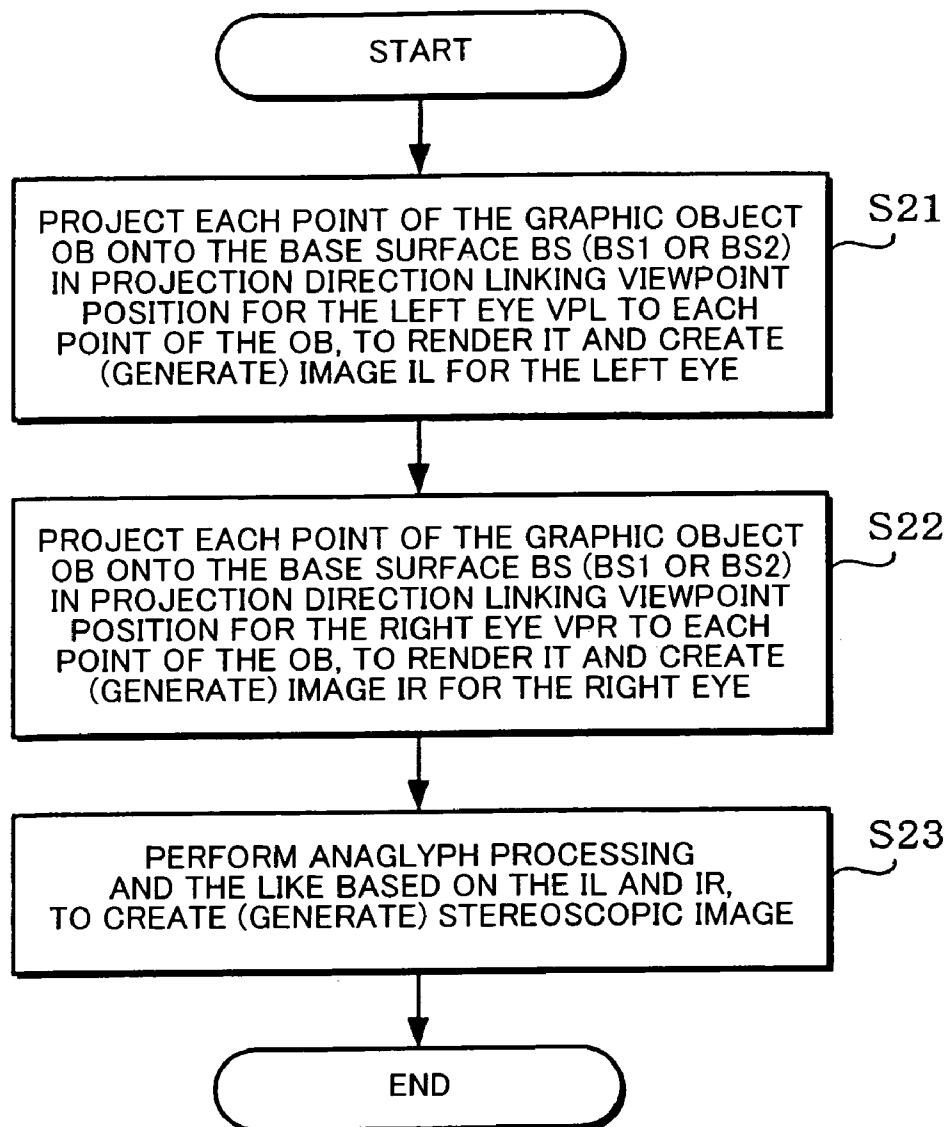 START
PROJECT EACH POINT OF THE GRAPHIC OBJECT
OB ONTO THE BASE SURFACE BS (BS1 OR BS2)
IN PROJECTION DIRECTION LINKING VIEWPOINT
POSITION FOR THE LEFT EYE VPL TO EACH
POINT OF THE OB, TO RENDER IT AND CREATE
(GENERATE) IMAGE IL FOR THE LEFT EYE
S21
PROJECT EACH POINT OF THE GRAPHIC OBJECT
OB ONTO THE BASE SURFACE BS (BS1 OR BS2)
IN PROJECTION DIRECTION LINKING VIEWPOINT
POSITION FOR THE RIGHT EYE VPR TO EACH
POINT OF THE OB, TO RENDER IT AND CREATE
(GENERATE) IMAGE IR FOR THE RIGHT EYE
S22
PERFORM ANAGLYPH PROCESSING
AND THE LIKE BASED ON THE IL AND IR,
TO CREATE (GENERATE) STEREOSCOPIC IMAGE
S23
END